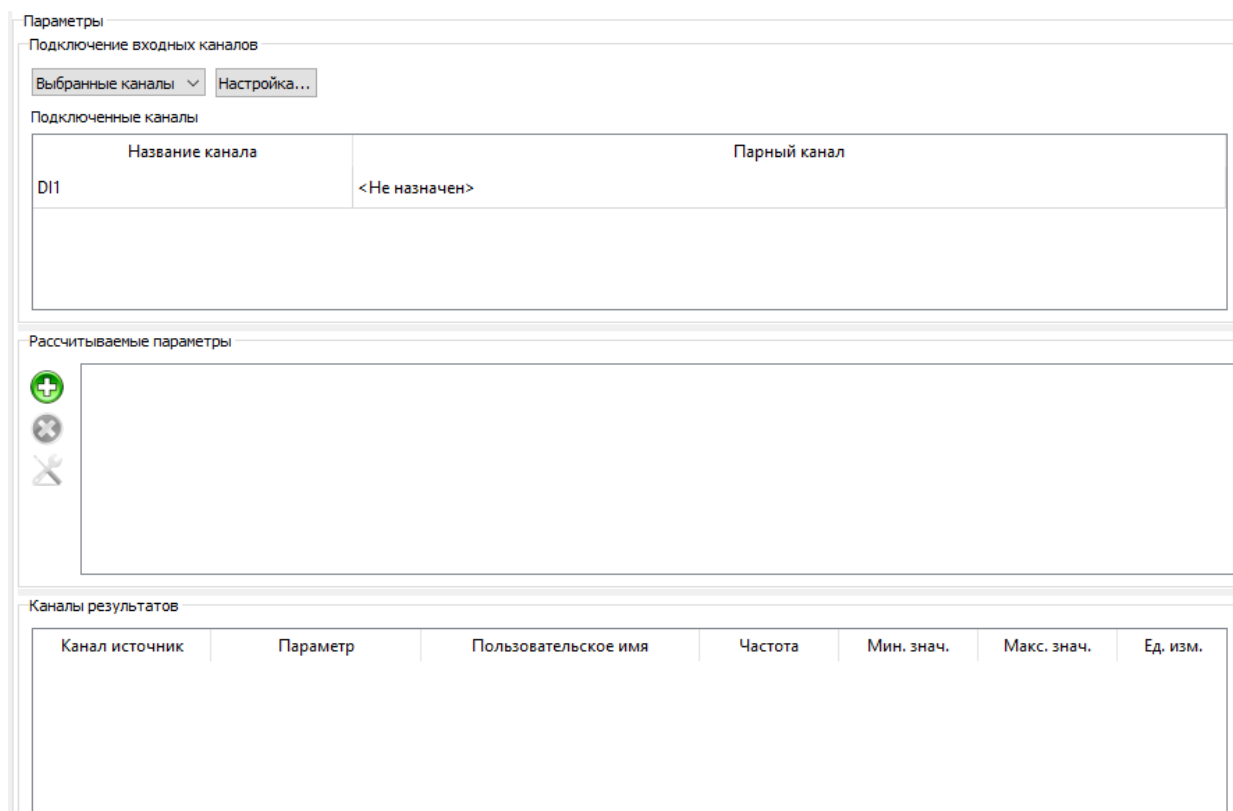 Параметры
Подключение входных каналов
Выбранные каналы Настройка...
Подключенные каналы
Название канала Парный канал
DI1 <Не назначен>
Рассчитываемые параметры
Каналы результатов
Канал источник Параметр Пользовательское имя Частота Мин. знач. Макс. знач. Ед. изм.